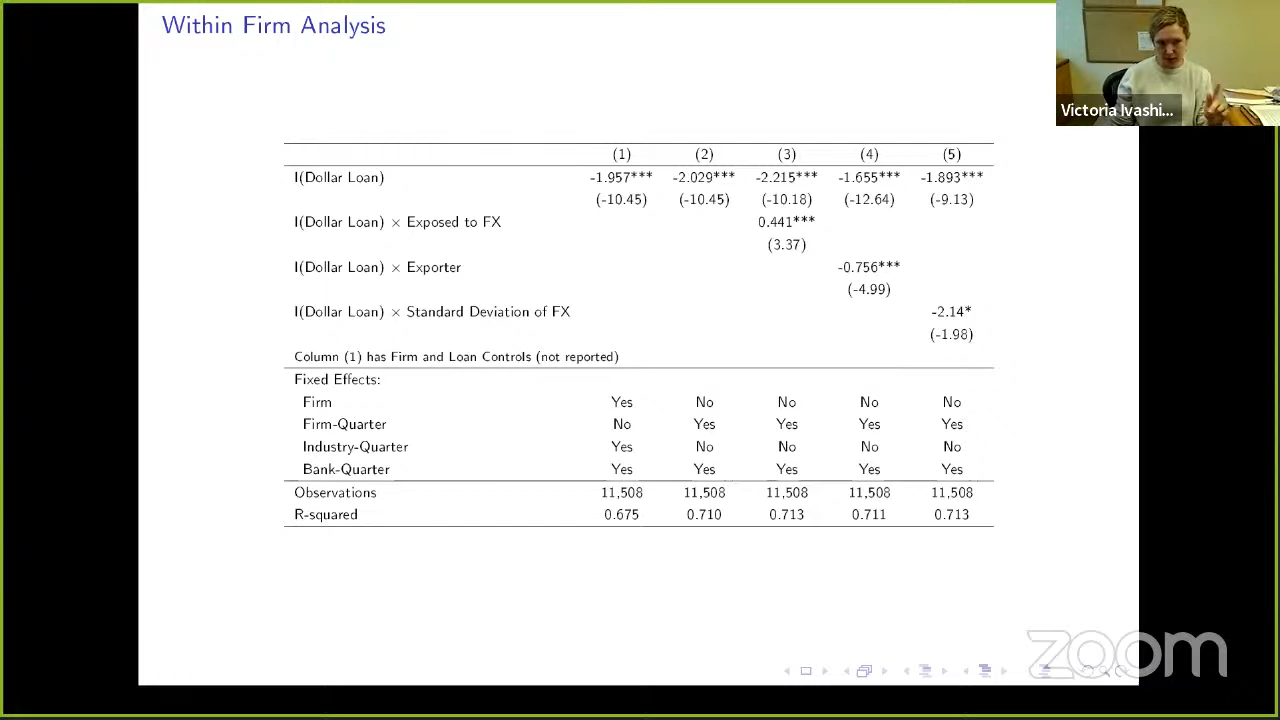 Within Firm Analysis
Victoria Ivashi...
(1) (2) (3) (4) (5)
I(Dollar Loan) -1.957*** -2.029*** -2.215*** -1.655*** -1.893***
(-10.45) (-10.45) (-10.18) (-12.64) (-9.13)
I(Dollar Loan) × Exposed to FX 0.441***
(3.37)
I(Dollar Loan) × Exporter -0.756***
(-4.99)
I(Dollar Loan) × Standard Deviation of FX -2.14*
(-1.98)
Column (1) has Firm and Loan Controls (not reported)
Fixed Effects:
Firm Yes No No No No
Firm-Quarter No Yes Yes Yes Yes
Industry-Quarter Yes No No No No
Bank-Quarter Yes Yes Yes Yes Yes
Observations 11,508 11,508 11,508 11,508 11,508
R-squared 0.675 0.710 0.713 0.711 0.713
zoom